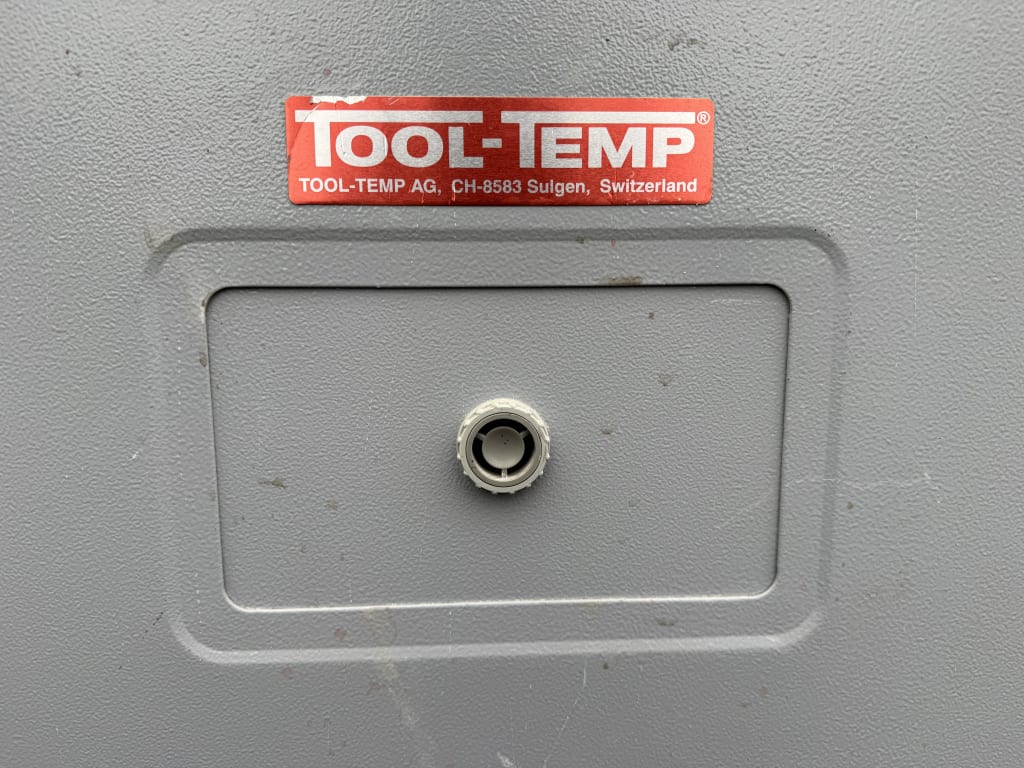 TOOL-TEMP®
TOOL-TEMP AG, CH-8583 Sulgen, Switzerland